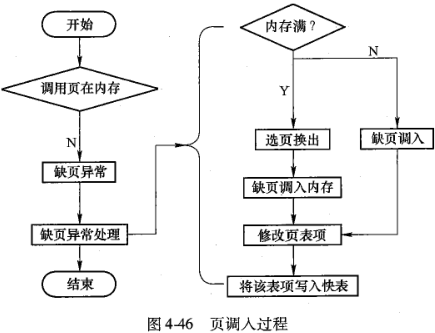 开始
调用页在内存
N
缺页异常
缺页异常处理
结束
内存满？
N
Y
选页换出
缺页调入
缺页调入内存
修改页表项
将该表项写入快表
图4-46 页调入过程